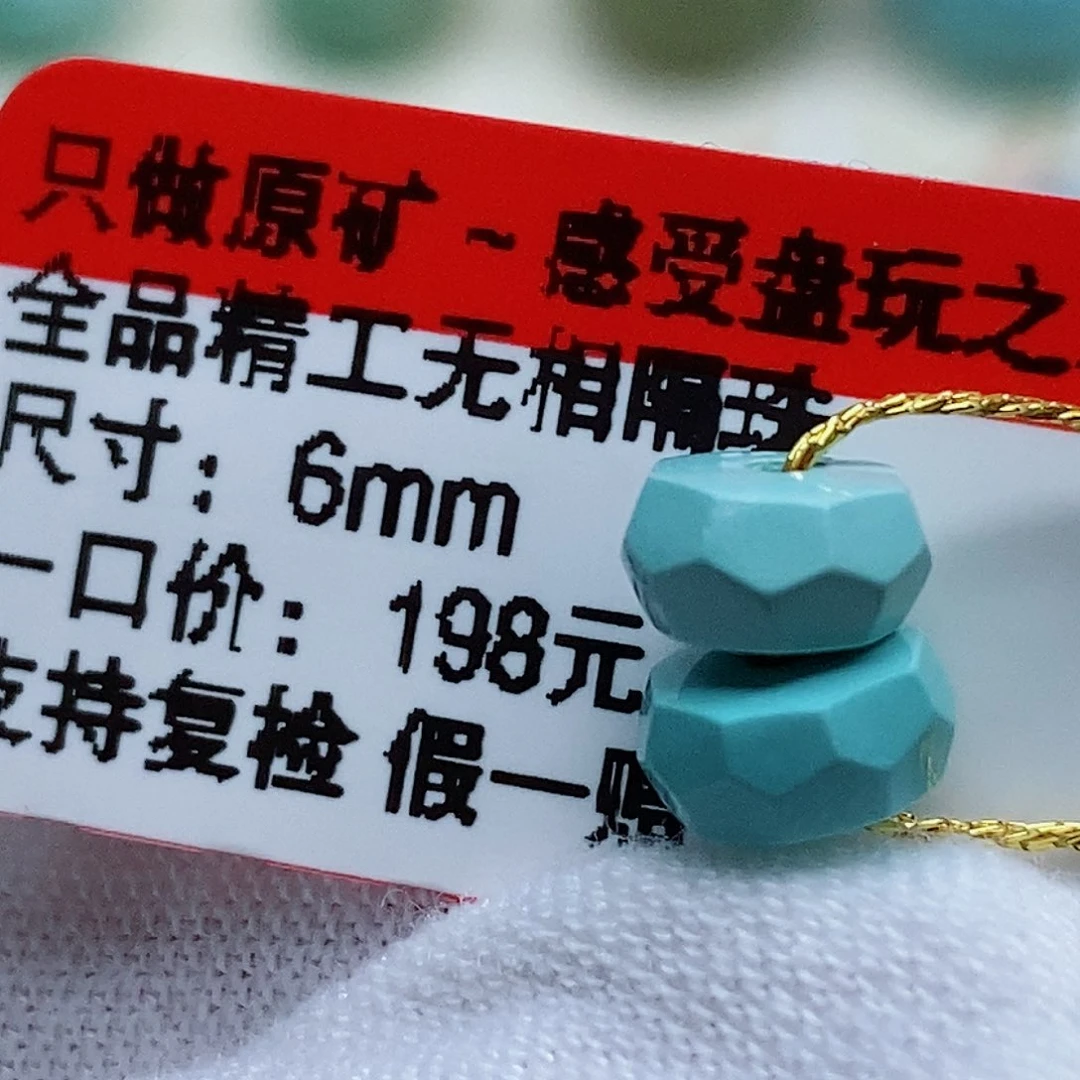 只做原矿~感受盘玩之
全品精工无相隔珠
尺寸：6mm
一口价：198元
支持复检 假一